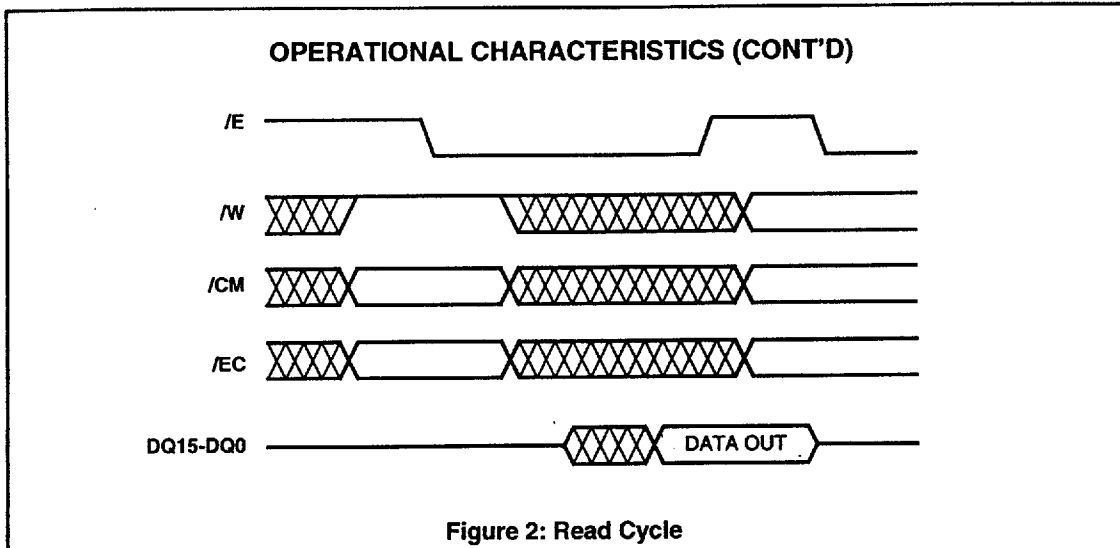 OPERATIONAL CHARACTERISTICS (CONT'D)
/E
/W
/CM
/EC
DQ15-DQ0
DATA OUT
Figure 2: Read Cycle